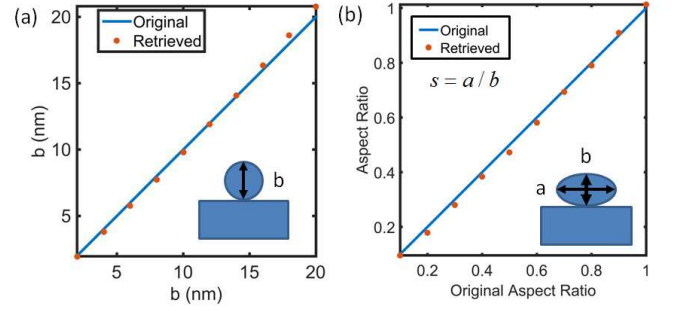 (a)
Original
Retrieved
b (nm)
20
15
10
5
5
10
15
20
b (nm)
b
(b)
Original
Retrieved
s = a / b
Aspect Ratio
1
0.8
0.6
0.4
0.2
0.2
0.4
0.6
0.8
1
Original Aspect Ratio
b
a